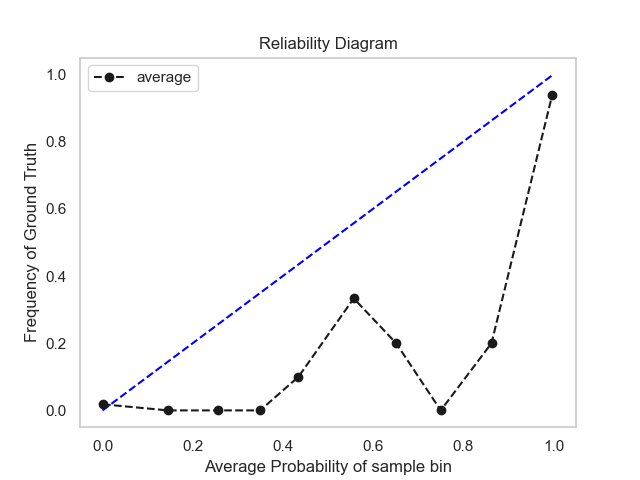 Reliability Diagram
average
Frequency of Ground Truth
1.0
0.8
0.6
0.4
0.2
0.0
0.0 0.2 0.4 0.6 0.8 1.0
Average Probability of sample bin